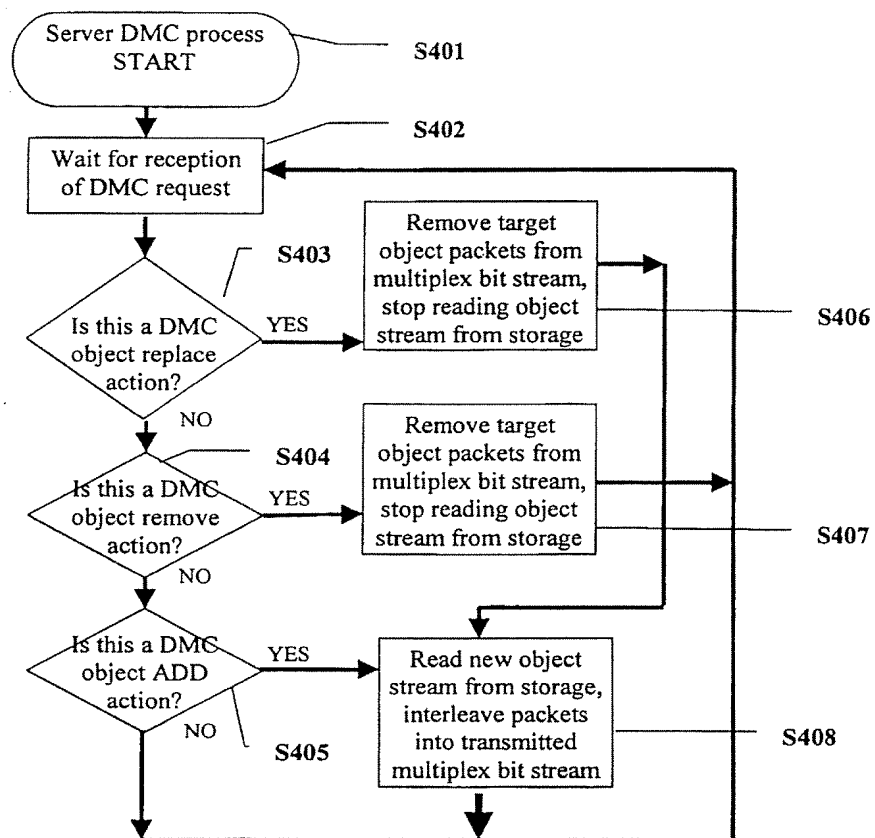 Server DMC process
START
S401
S402
Wait for reception
of DMC request
S403
Is this a DMC
object replace
action?
YES
NO
Remove target
object packets from
multiplex bit stream,
stop reading object
stream from storage
S406
S404
Is this a DMC
object remove
action?
YES
NO
Remove target
object packets from
multiplex bit stream,
stop reading object
stream from storage
S407
Is this a DMC
object ADD
action?
YES
NO
S405
Read new object
stream from storage,
interleave packets
into transmitted
multiplex bit stream
S408